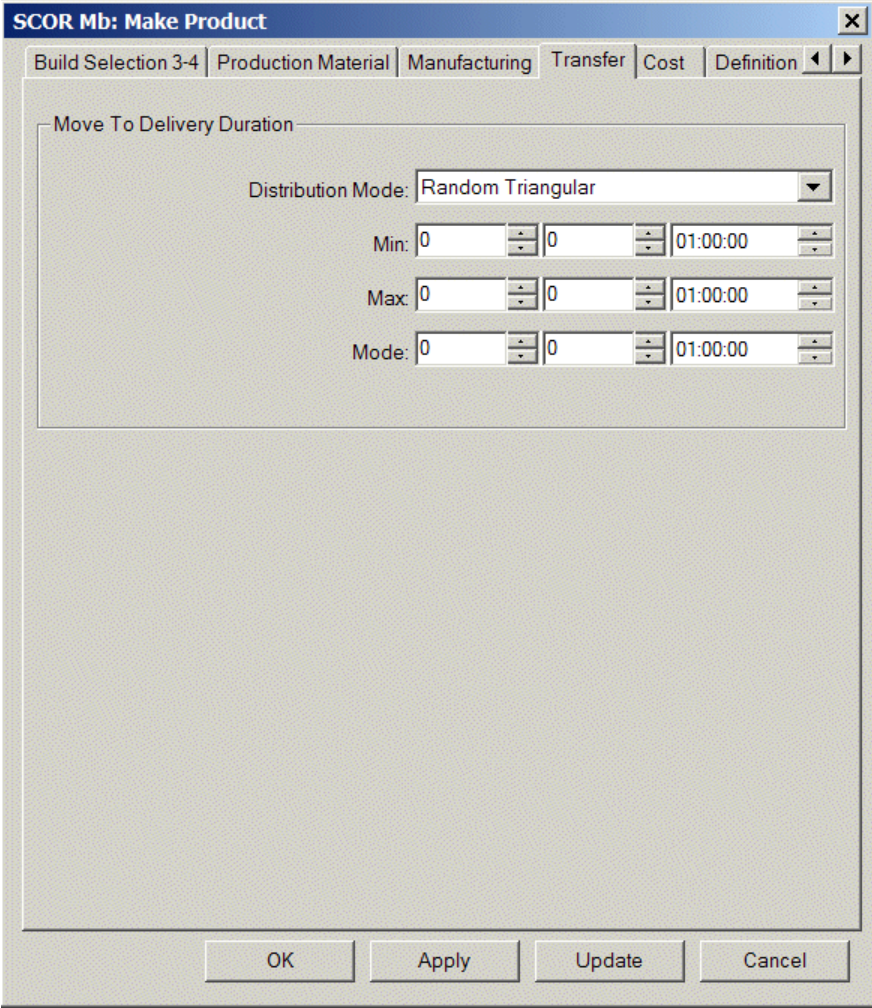 SCOR Mb: Make Product
Build Selection 3-4 Production Material Manufacturing Transfer Cost Definition
Move To Delivery Duration
Distribution Mode: Random Triangular
Min: 0 0 01:00:00
Max: 0 0 01:00:00
Mode: 0 0 01:00:00
OK Apply Update Cancel